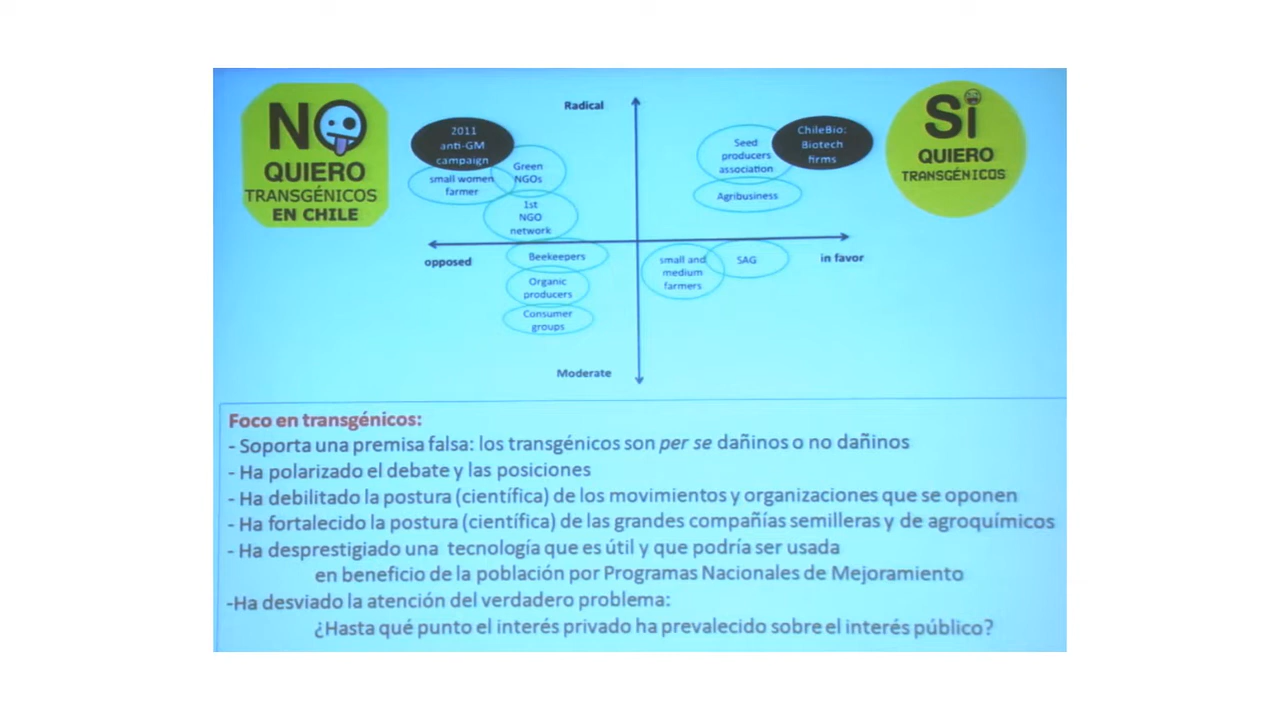 NO
QUIERO
TRANSGÉNICOS
EN CHILE
Radical
2011
anti-GM
campaign
Green
NGOs
small women
farmer
1st
NGO
network
Seed
producers
association
ChileBio:
Biotech
firms
Agribusiness
Sí
QUIERO
TRANSGÉNICOS
opposed
in favor
Beekeepers
Organic
producers
Consumer
groups
small and
medium
farmers
SAG
Moderate
Foco en transgénicos:
- Soporta una premisa falsa: los transgénicos son per se dañinos o no dañinos
- Ha polarizado el debate y las posiciones
- Ha debilitado la postura (científica) de los movimientos y organizaciones que se oponen
- Ha fortalecido la postura (científica) de las grandes compañías semilleras y de agroquímicos
- Ha desprestigiado una tecnología que es útil y que podría ser usada
en beneficio de la población por Programas Nacionales de Mejoramiento
-Ha desviado la atención del verdadero problema:
¿Hasta qué punto el interés privado ha prevalecido sobre el interés público?